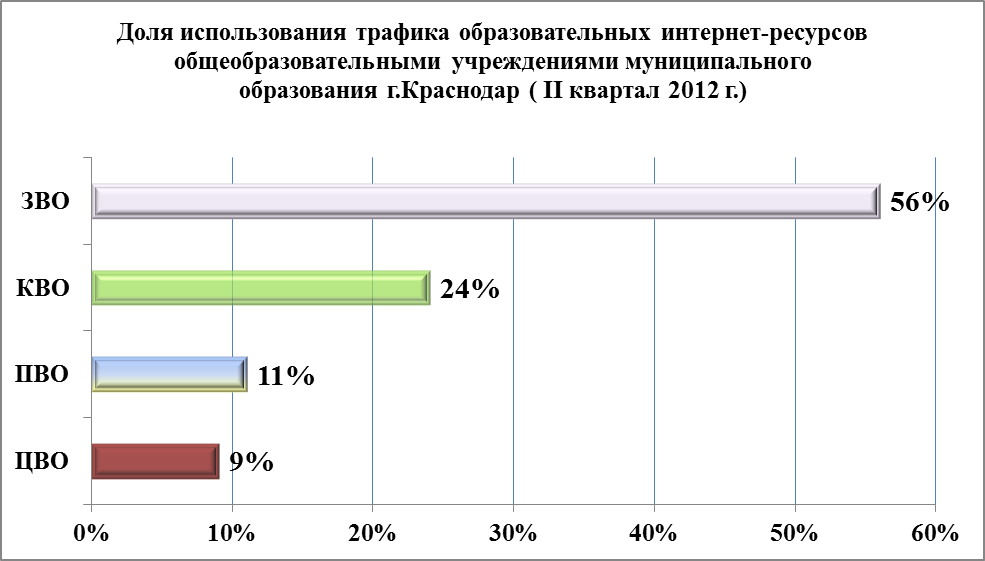 Доля использования трафика образовательных интернет-ресурсов
общеобразовательными учреждениями муниципального
образования г.Краснодар ( II квартал 2012 г.)
ЗВО
56%
КВО
24%
ПВО
11%
ЦВО
9%
0% 10% 20% 30% 40% 50% 60%